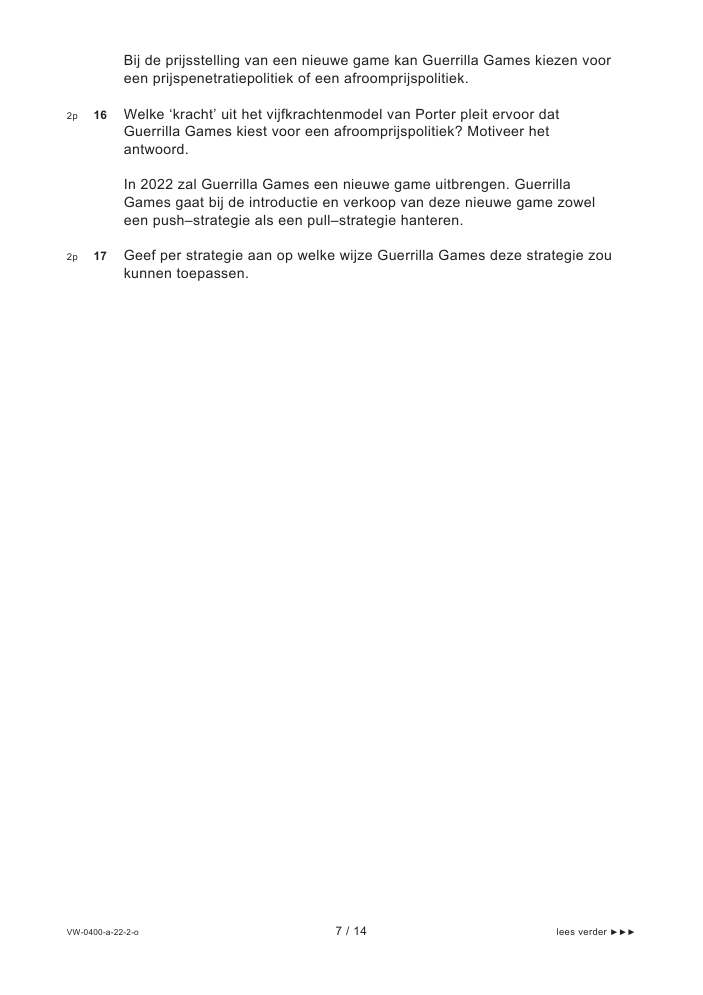 Bij de prijsstelling van een nieuwe game kan Guerrilla Games kiezen voor
een prijspenetratiepolitiek of een afroomprijspolitiek.
2p 16 Welke ‘kracht’ uit het vijfkrachtenmodel van Porter pleit ervoor dat
Guerrilla Games kiest voor een afroomprijspolitiek? Motiveer het
antwoord.
In 2022 zal Guerrilla Games een nieuwe game uitbrengen. Guerrilla
Games gaat bij de introductie en verkoop van deze nieuwe game zowel
een push–strategie als een pull–strategie hanteren.
2p 17 Geef per strategie aan op welke wijze Guerrilla Games deze strategie zou
kunnen toepassen.
VW-0400-a-22-2-o 7 / 14 lees verder ►►►